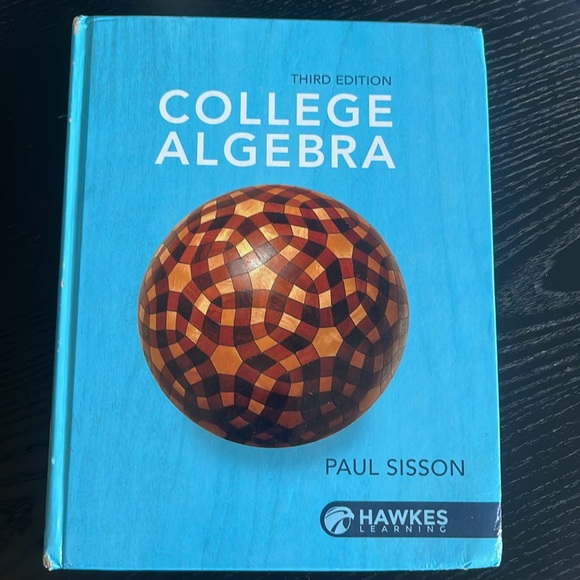 THIRD EDITION
COLLEGE
ALGEBRA
PAUL SISSON
HAWKES
LEARNING